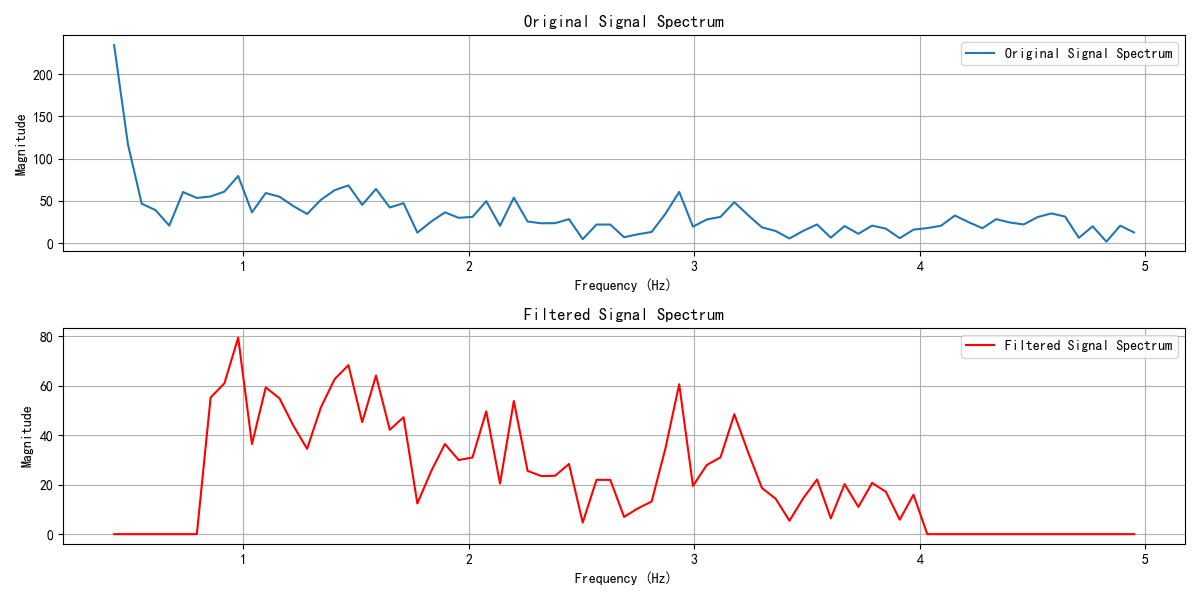 Original Signal Spectrum
Original Signal Spectrum
200
150
100
50
0
Magnitude
1 2 3 4 5
Frequency (Hz)
Filtered Signal Spectrum
Filtered Signal Spectrum
80
60
40
20
0
Magnitude
1 2 3 4 5
Frequency (Hz)